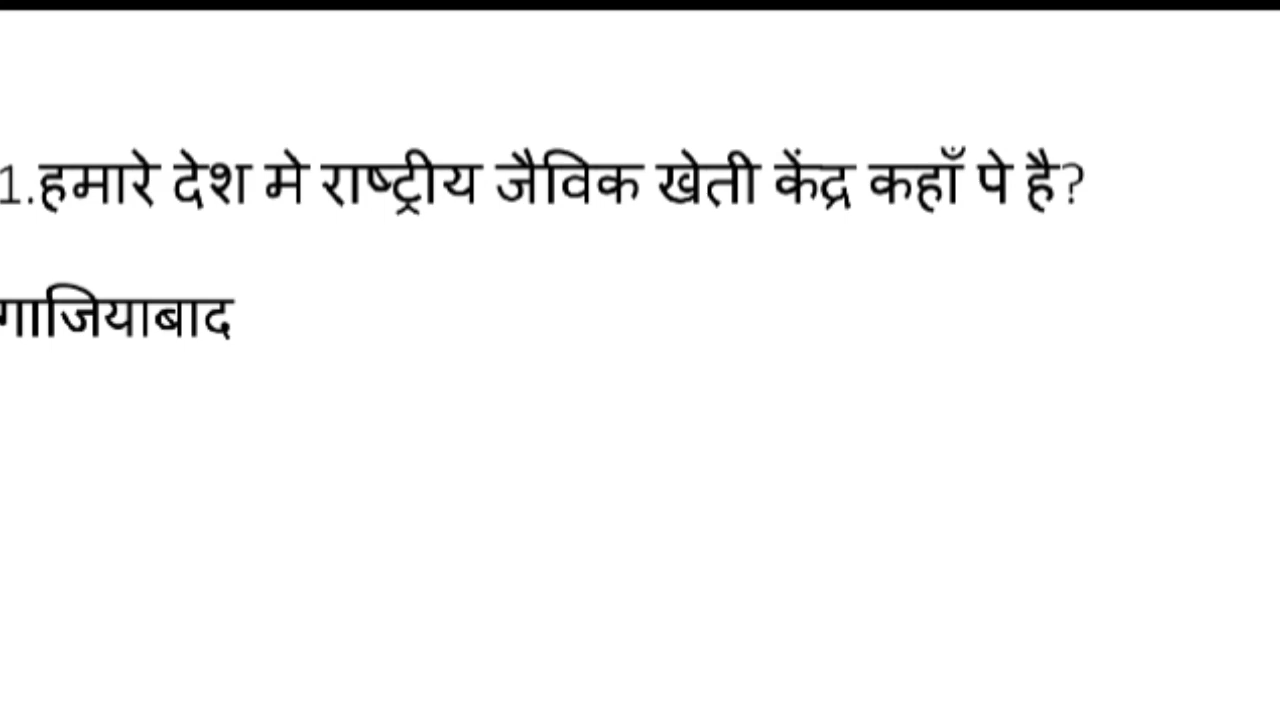 1.हमारे देश मे राष्ट्रीय जैविक खेती केंद्र कहाँ पे है?
गाजियाबाद